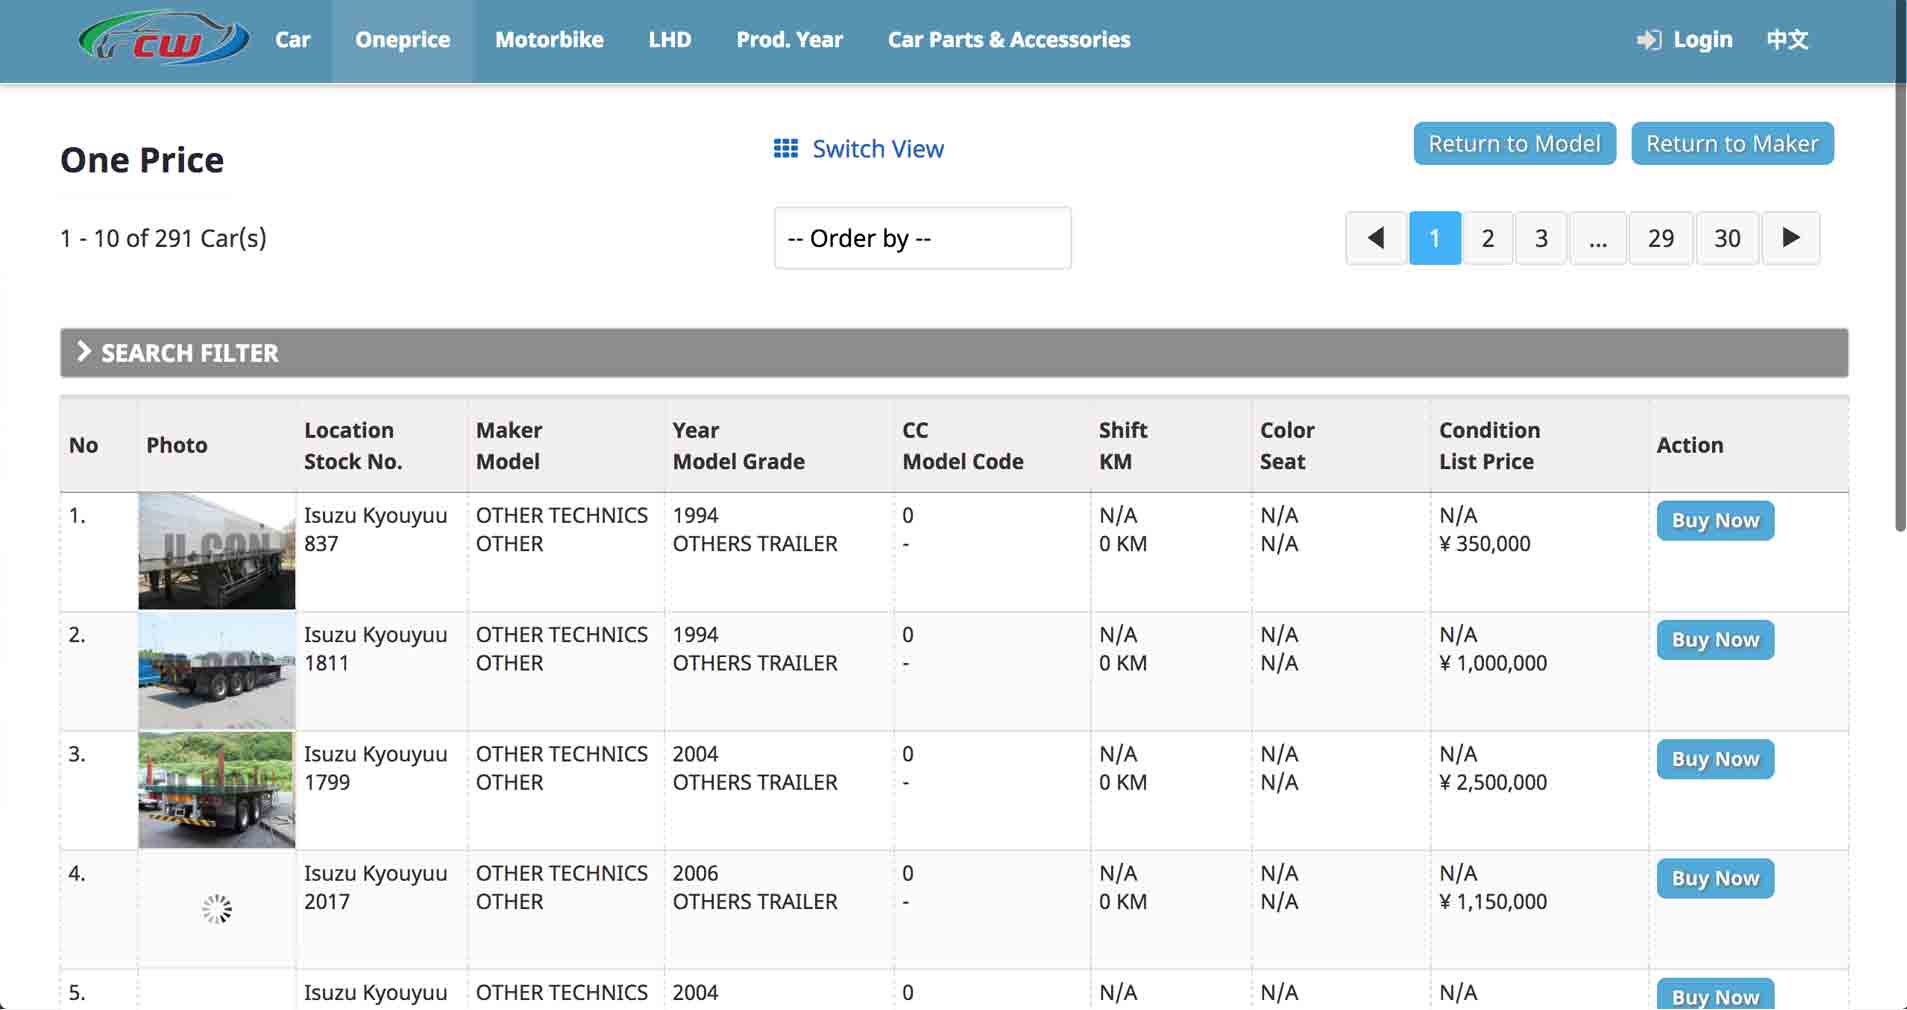 CW
Car
Oneprice
Motorbike
LHD
Prod. Year
Car Parts & Accessories
Login
中文
One Price
Switch View
Return to Model
Return to Maker
1 - 10 of 291 Car(s)
-- Order by --
1
2
3
...
29
30
SEARCH FILTER
No
Photo
Location
Stock No.
Maker
Model
Year
Model Grade
CC
Model Code
Shift
KM
Color
Seat
Condition
List Price
Action
1.
Isuzu Kyouyuu
837
OTHER TECHNICS
OTHER
1994
OTHERS TRAILER
0
-
N/A
0 KM
N/A
N/A
N/A
¥ 350,000
Buy Now
2.
Isuzu Kyouyuu
1811
OTHER TECHNICS
OTHER
1994
OTHERS TRAILER
0
-
N/A
0 KM
N/A
N/A
N/A
¥ 1,000,000
Buy Now
3.
Isuzu Kyouyuu
1799
OTHER TECHNICS
OTHER
2004
OTHERS TRAILER
0
-
N/A
0 KM
N/A
N/A
N/A
¥ 2,500,000
Buy Now
4.
Isuzu Kyouyuu
2017
OTHER TECHNICS
OTHER
2006
OTHERS TRAILER
0
-
N/A
0 KM
N/A
N/A
N/A
¥ 1,150,000
Buy Now
5.
Isuzu Kyouyuu
OTHER TECHNICS
2004
0
N/A
N/A
N/A
Buy Now